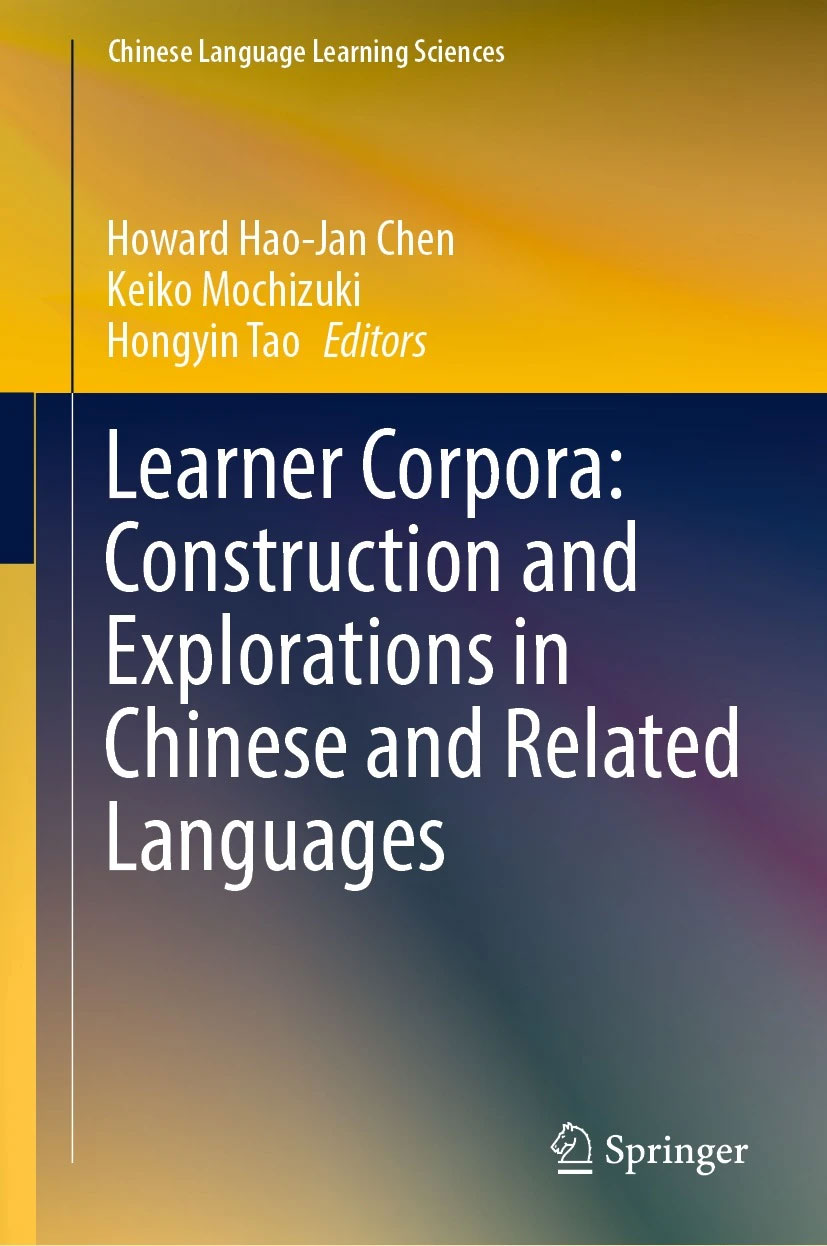 Chinese Language Learning Sciences
Howard Hao-Jan Chen
Keiko Mochizuki
Hongyin Tao Editors
Learner Corpora:
Construction and
Explorations in
Chinese and Related
Languages
Springer